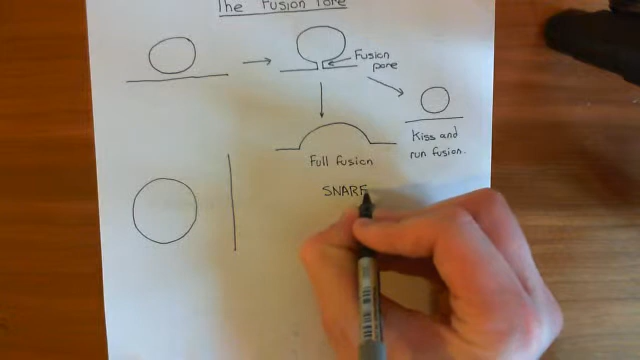 The Fusion Pore
Fusion
pore
Kiss and
run fusion.
Full fusion
SNARE